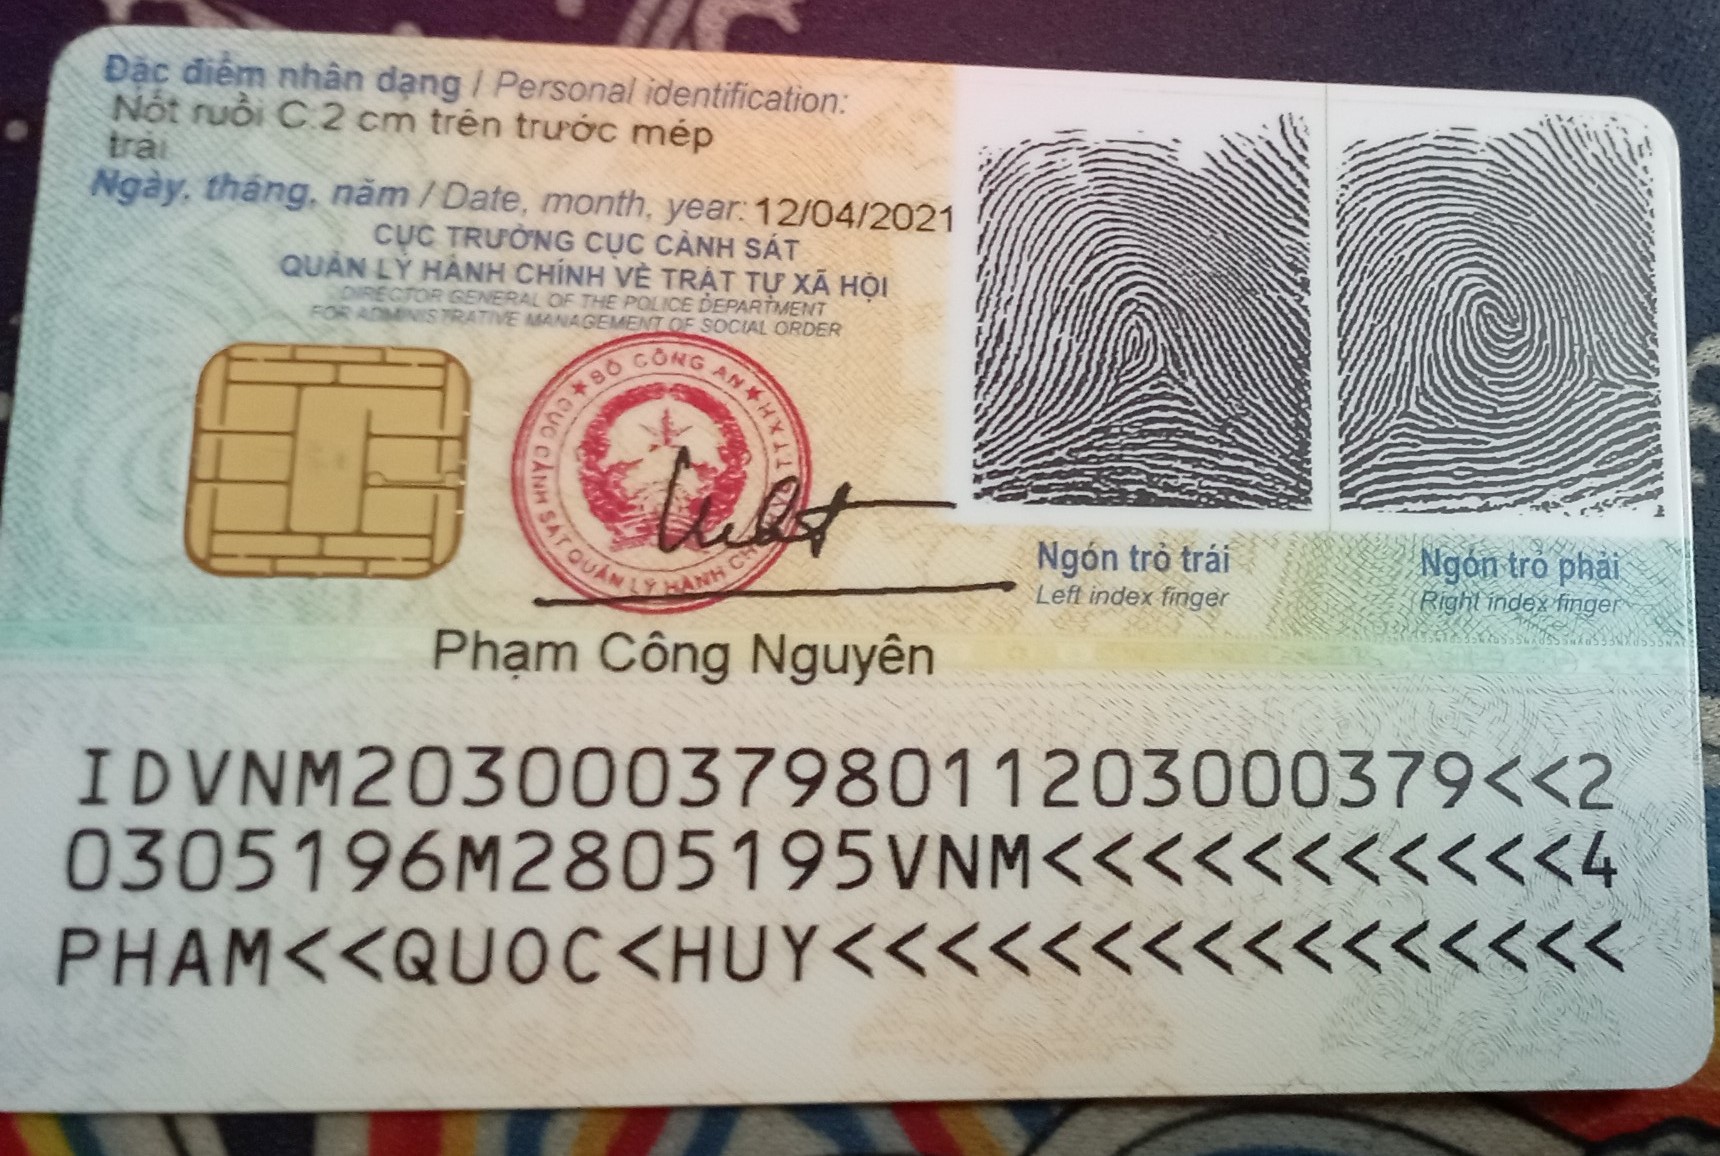 Đặc điểm nhân dạng / Personal identification:
Nốt ruồi C.2 cm trên trước mép
trái
Ngày, tháng, năm / Date, month, year: 12/04/2021
CỤC TRƯỞNG CỤC CẢNH SÁT
QUẢN LÝ HÀNH CHÍNH VỀ TRẬT TỰ XÃ HỘI
DIRECTOR GENERAL OF THE POLICE DEPARTMENT
FOR ADMINISTRATIVE MANAGEMENT OF SOCIAL ORDER
BỘ CÔNG AN
CỤC CẢNH SÁT QUẢN LÝ HÀNH CH
TTXH
Ngón trỏ trái
Left index finger
Ngón trỏ phải
Right index finger
Phạm Công Nguyên
IDVNM2030003798011203000379<<2
0305196M2805195VNM<<<<<<<<<<<4
PHAM<<QUOC<HUY<<<<<<<<<<<<<<<<